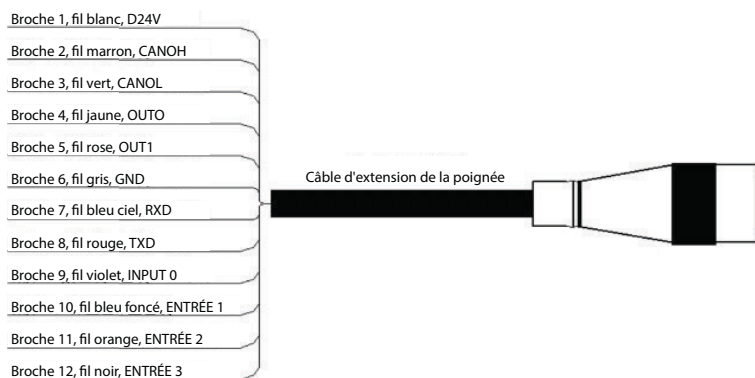 Broche 1, fil blanc, D24V
Broche 2, fil marron, CANOH
Broche 3, fil vert, CANOL
Broche 4, fil jaune, OUTO
Broche 5, fil rose, OUT1
Broche 6, fil gris, GND
Broche 7, fil bleu ciel, RXD
Broche 8, fil rouge, TXD
Broche 9, fil violet, INPUT 0
Broche 10, fil bleu foncé, ENTRÉE 1
Broche 11, fil orange, ENTRÉE 2
Broche 12, fil noir, ENTRÉE 3
Câble d'extension de la poignée